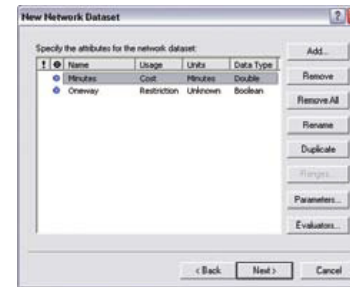 New Network Dataset
?
Specify the attributes for the network dataset:
! Name Usage Units Data Type
Minutes Cost Minutes Double
Oneway Restriction Unknown Boolean
Add...
Remove
Remove All
Rename
Duplicate
Ranges...
Parameters...
Evaluators...
< Back Next > Cancel